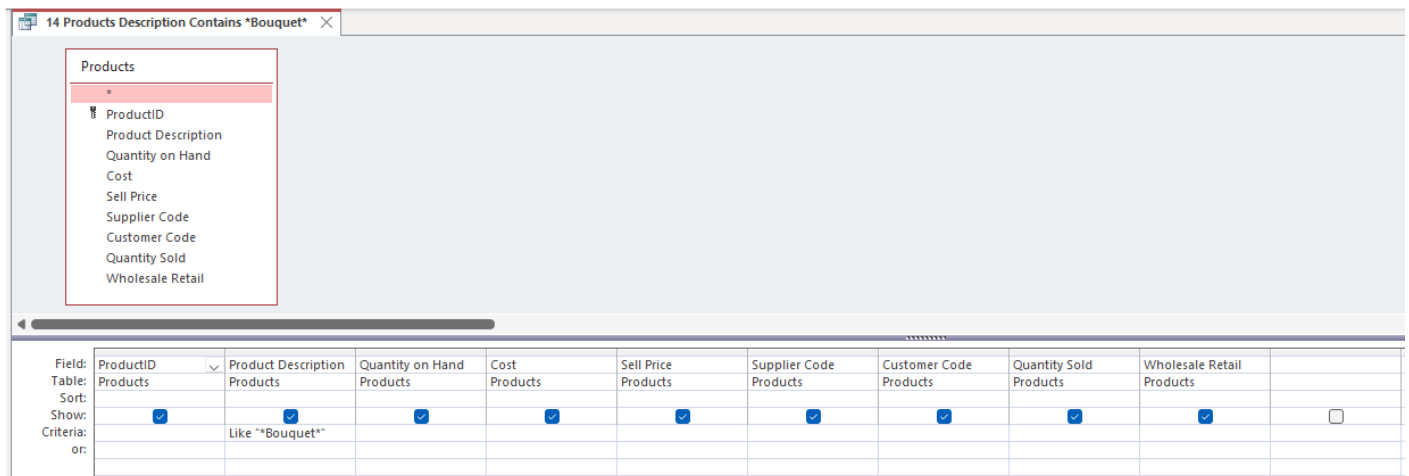 14 Products Description Contains *Bouquet*
Products
*
ProductID
Product Description
Quantity on Hand
Cost
Sell Price
Supplier Code
Customer Code
Quantity Sold
Wholesale Retail
Field: ProductID Product Description Quantity on Hand Cost Sell Price Supplier Code Customer Code Quantity Sold Wholesale Retail
Table: Products Products Products Products Products Products Products Products Products
Sort:
Show:
Criteria: Like "*Bouquet*"
or: